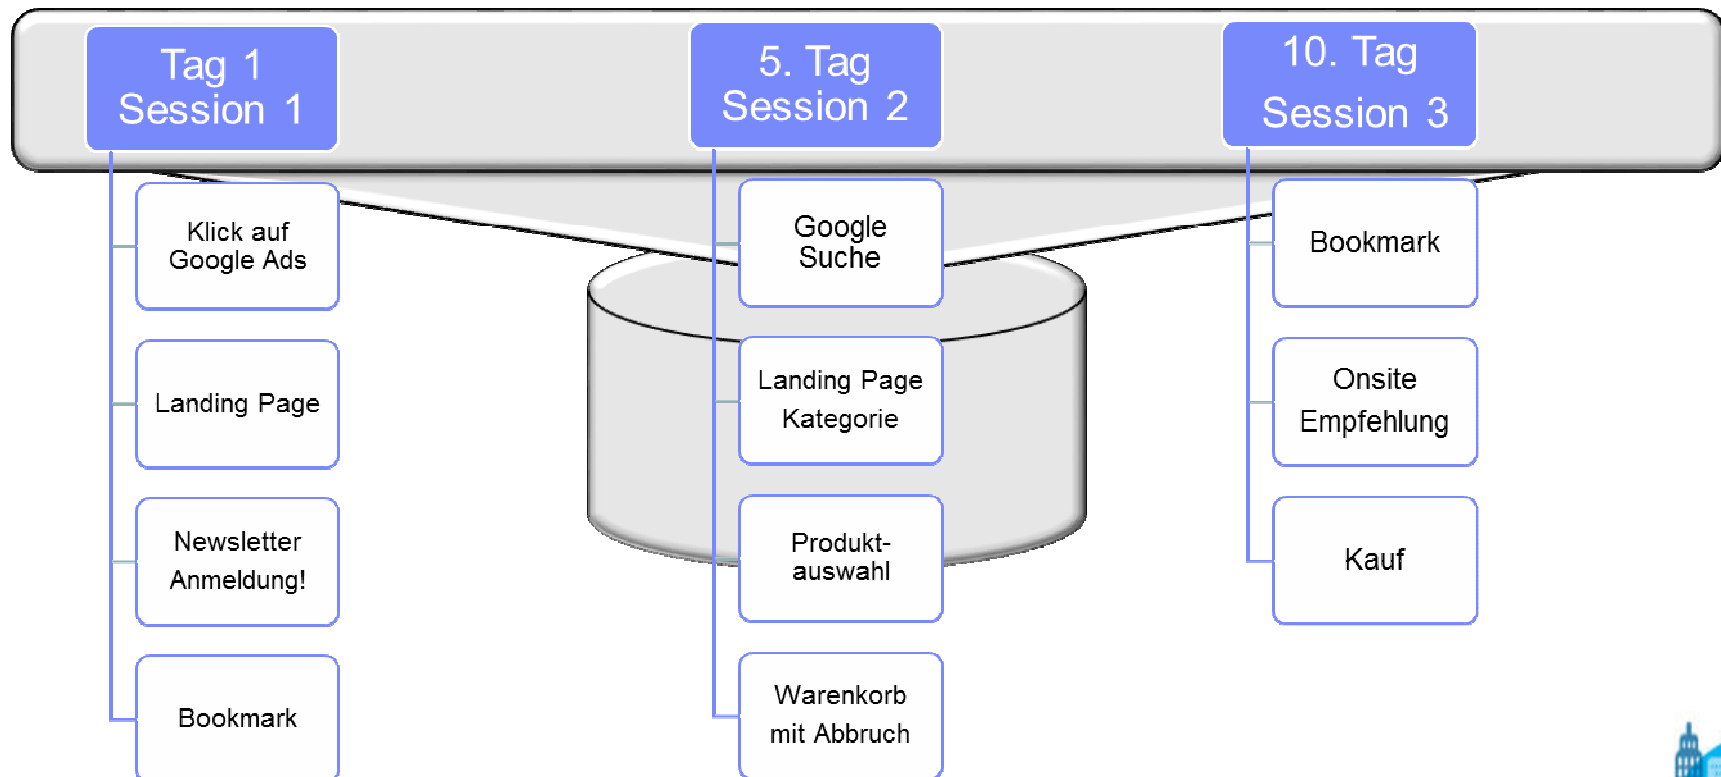 Tag 1
Session 1
Klick auf
Google Ads
Landing Page
Newsletter
Anmeldung!
Bookmark
5. Tag
Session 2
Google
Suche
Landing Page
Kategorie
Produkt-
auswahl
Warenkorb
mit Abbruch
10. Tag
Session 3
Bookmark
Onsite
Empfehlung
Kauf